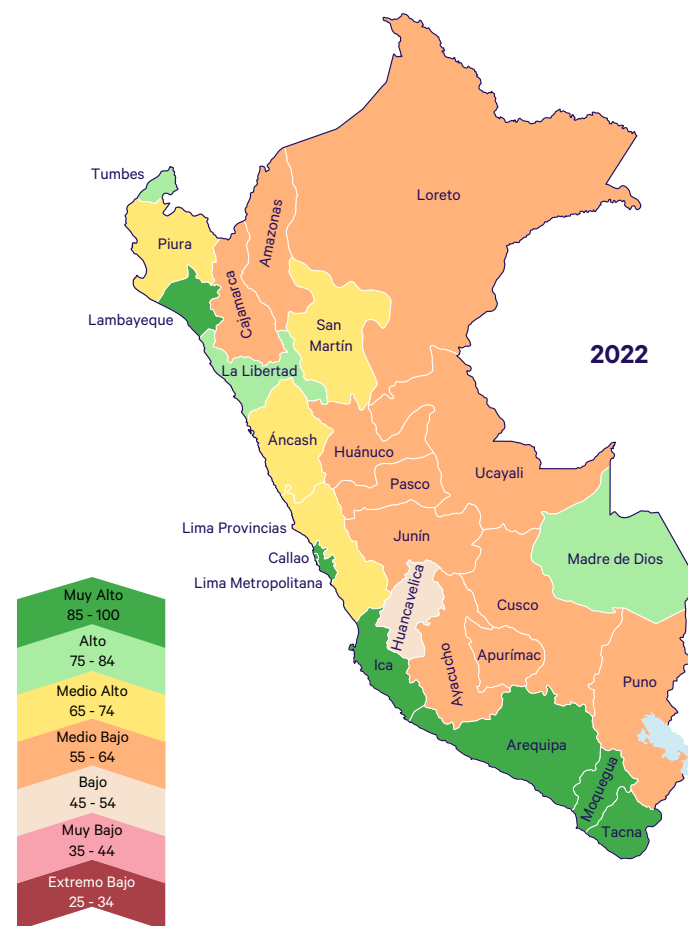 Tumbes
Loreto
Amazonas
Piura
Cajamarca
Lambayeque
San
Martín
2022
La Libertad
Áncash
Huánuco
Ucayali
Pasco
Lima Provincias
Junín
Callao
Madre de Dios
Lima Metropolitana
Huancavelica
Cusco
Ica
Ayacucho
Apurímac
Puno
Arequipa
Moquegua
Tacna
Muy Alto
85 - 100
Alto
75 - 84
Medio Alto
65 - 74
Medio Bajo
55 - 64
Bajo
45 - 54
Muy Bajo
35 - 44
Extremo Bajo
25 - 34